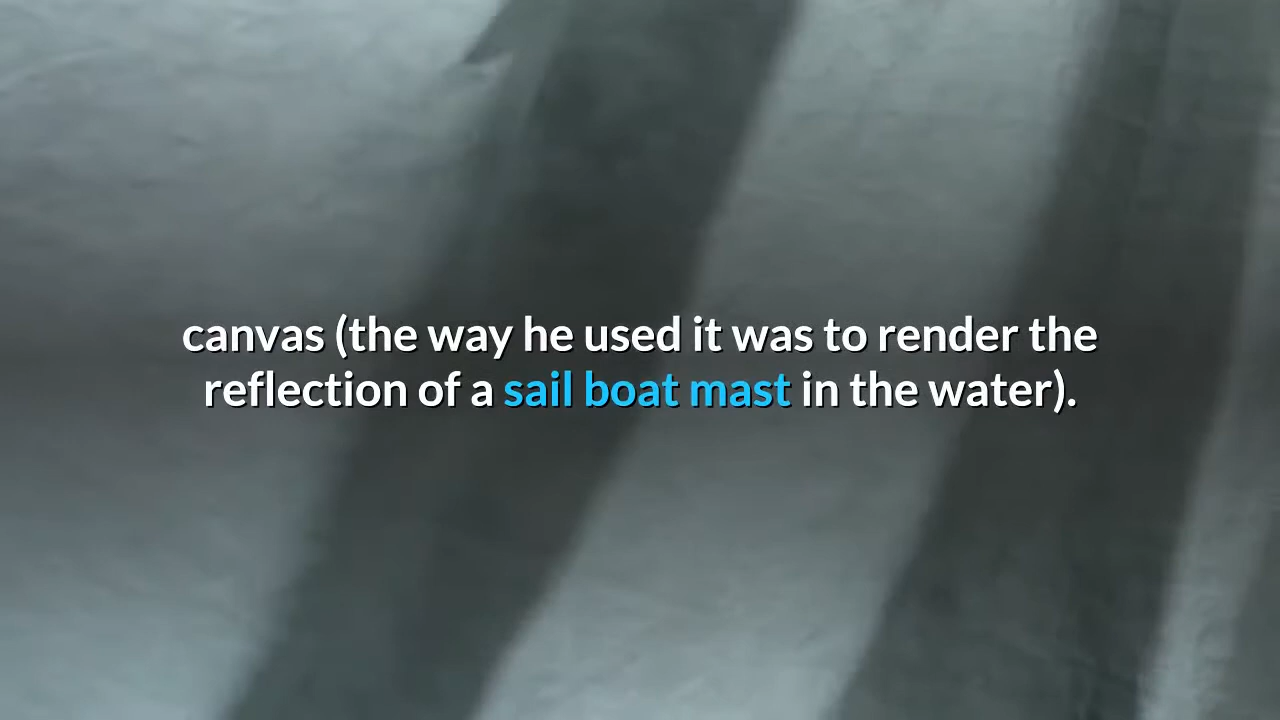 canvas (the way he used it was to render the
reflection of a sail boat mast in the water).